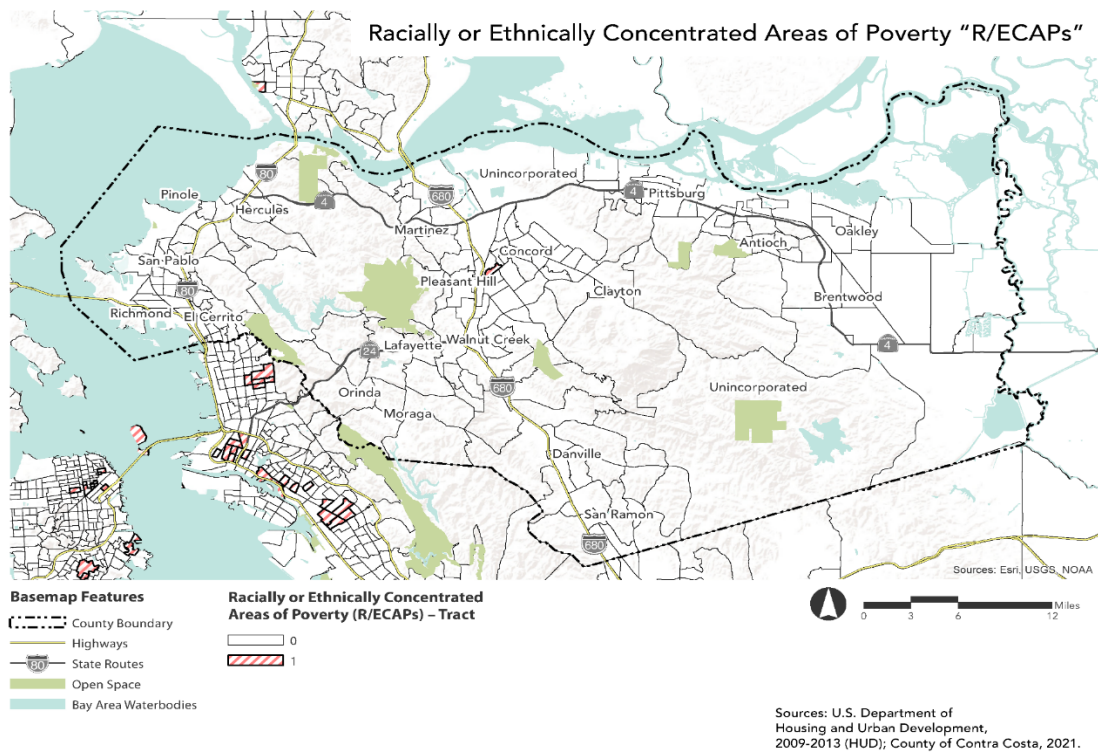 Racially or Ethnically Concentrated Areas of Poverty “R/ECAPs”
80
Unincorporated
4
Pittsburg
Pinole
680
Hercules
4
Martinez
Oakley
Antioch
Concord
San Pablo
Pleasant Hill
80
Clayton
Brentwood
Richmond
El Cerrito
Walnut Creek
4
24
Lafayette
680
Unincorporated
Orinda
Moraga
Danville
San Ramon
680
Sources: Esri, USGS, NOAA
Basemap Features
County Boundary
Highways
80
State Routes
Open Space
Bay Area Waterbodies
Racially or Ethnically Concentrated
Areas of Poverty (R/ECAPs) – Tract
0
1
Miles
0 3 6 12
Sources: U.S. Department of
Housing and Urban Development,
2009-2013 (HUD); County of Contra Costa, 2021.